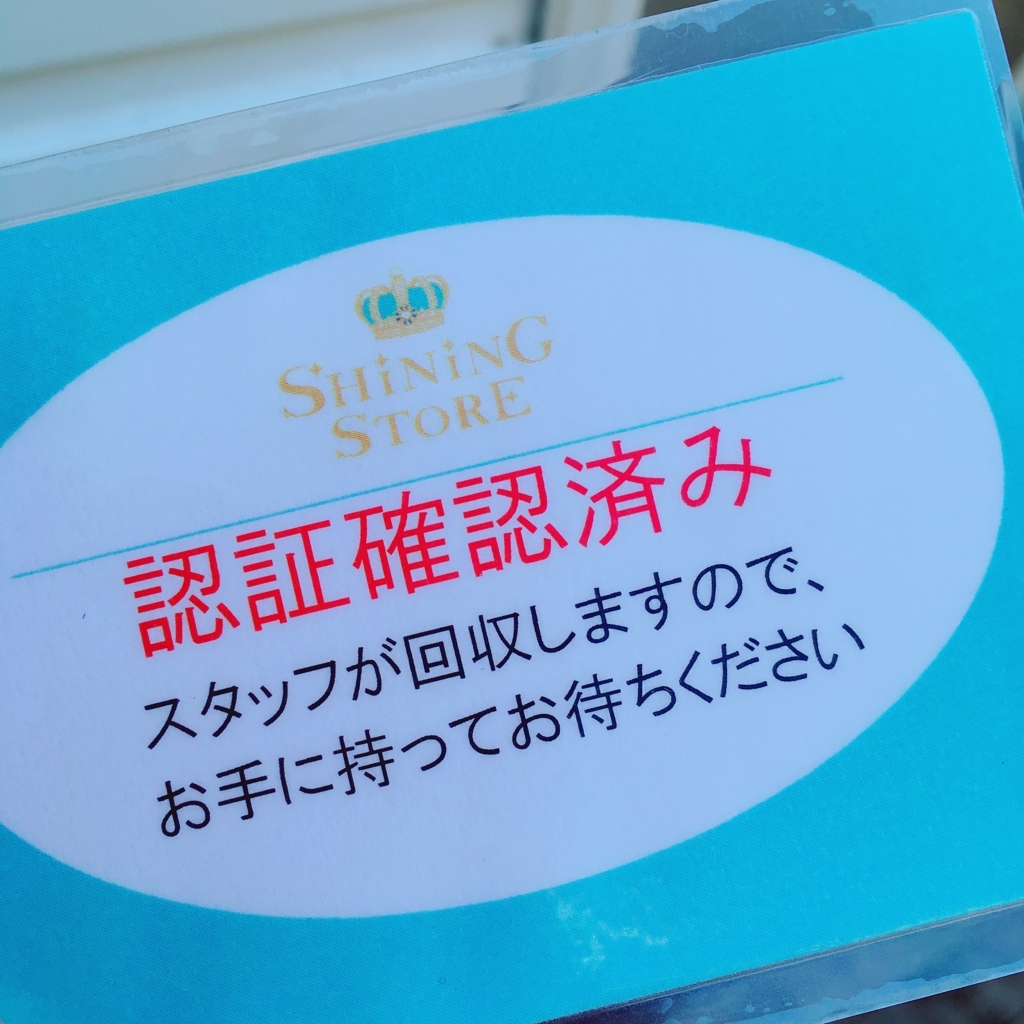 SHINING
STORE
認証確認済み
スタッフが回収しますので、
お手に持ってお待ちください